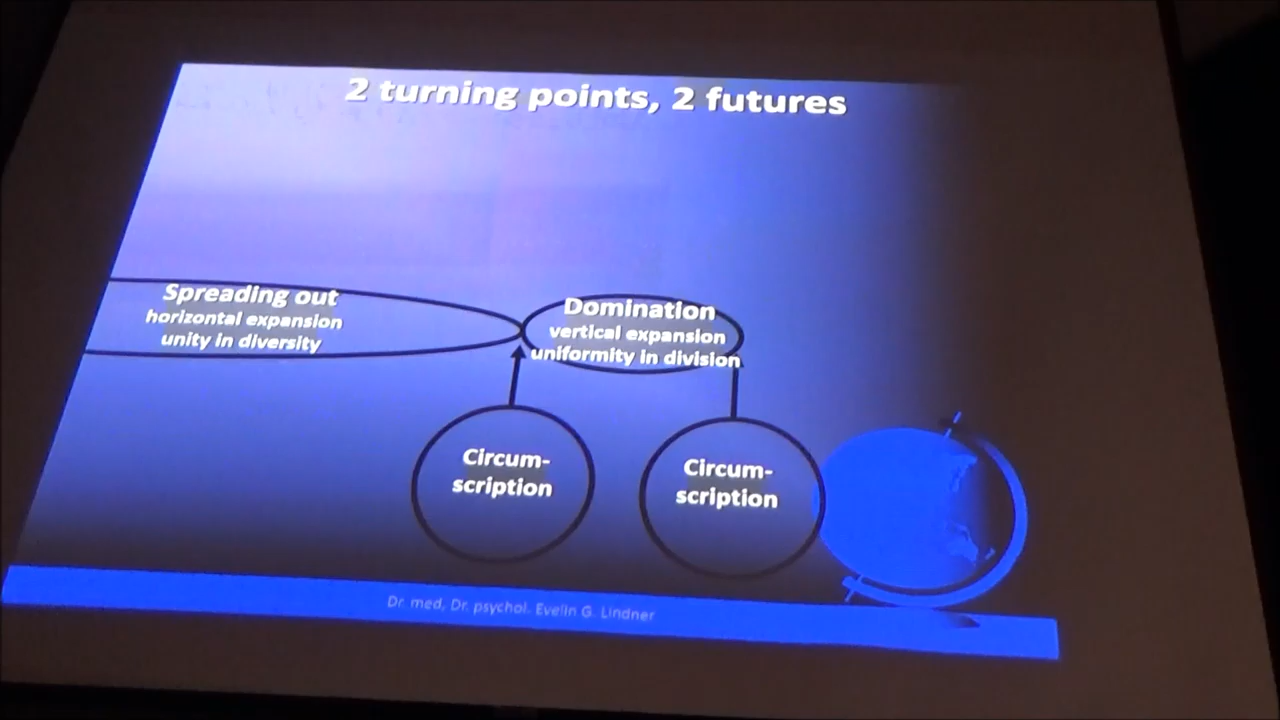 2 turning points, 2 futures
Spreading out
horizontal expansion
unity in diversity
Domination
vertical expansion
uniformity in division
Circum-
scription
Circum-
scription
Dr. med, Dr. psychol. Evelin G. Lindner